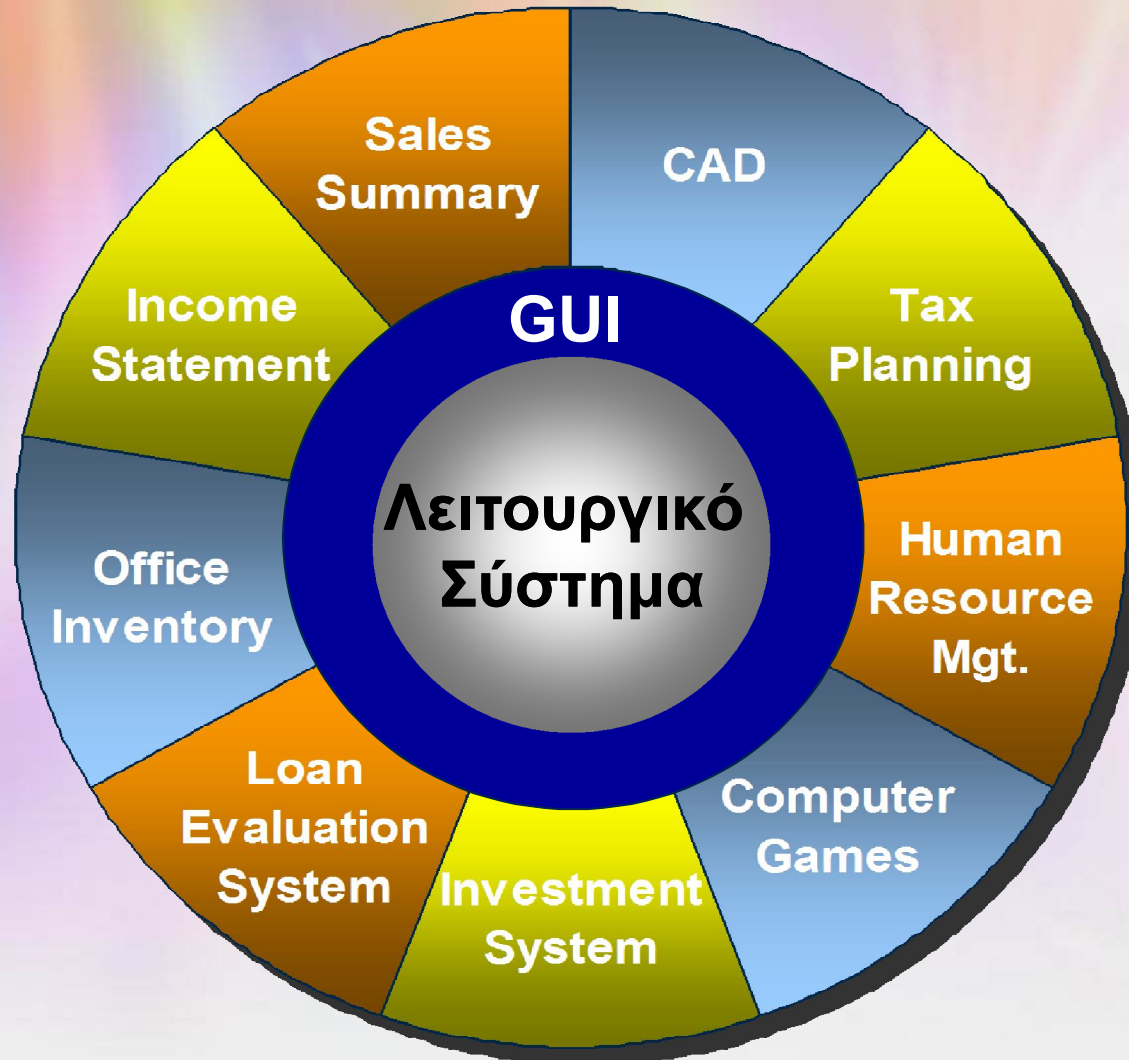 Sales
Summary
CAD
Income
Statement
GUI
Tax
Planning
Λειτουργικό
Σύστημα
Office
Inventory
Human
Resource
Mgt.
Loan
Evaluation
System
Investment
System
Computer
Games